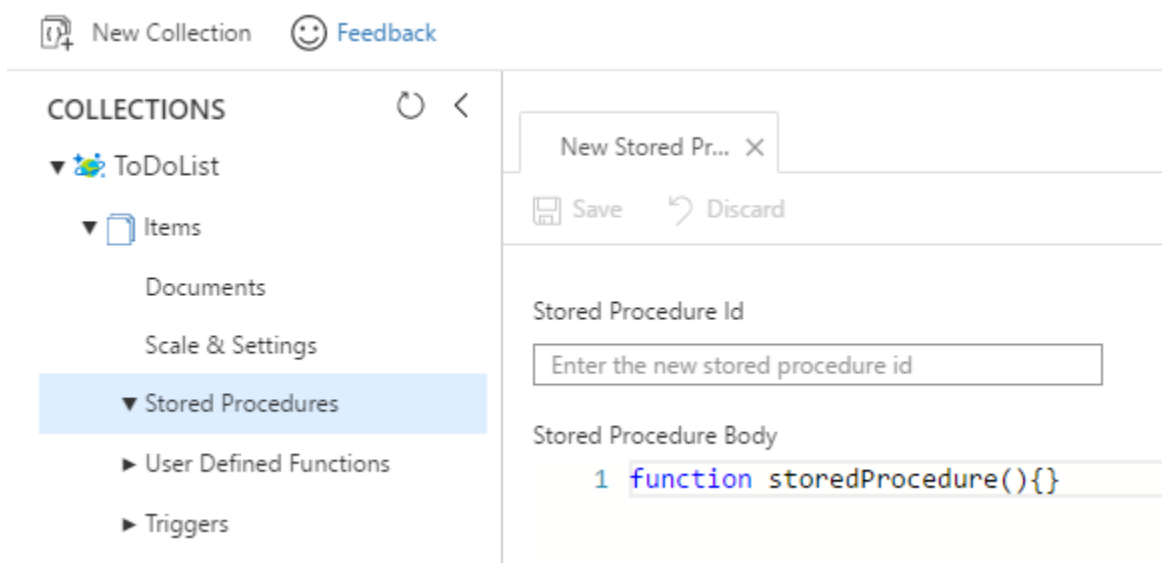 New Collection Feedback
COLLECTIONS
ToDoList
Items
Documents
Scale & Settings
Stored Procedures
User Defined Functions
Triggers
New Stored Pr...
Save Discard
Stored Procedure Id
Enter the new stored procedure id
Stored Procedure Body
1 function storedProcedure(){}